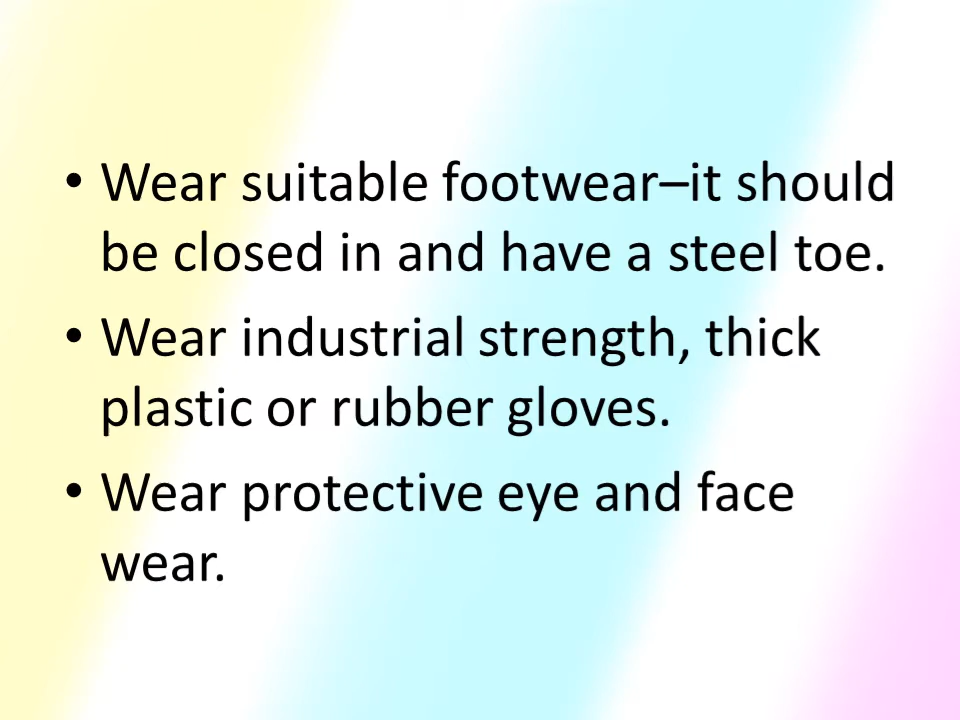 • Wear suitable footwear–it should
be closed in and have a steel toe.
• Wear industrial strength, thick
plastic or rubber gloves.
• Wear protective eye and face
wear.